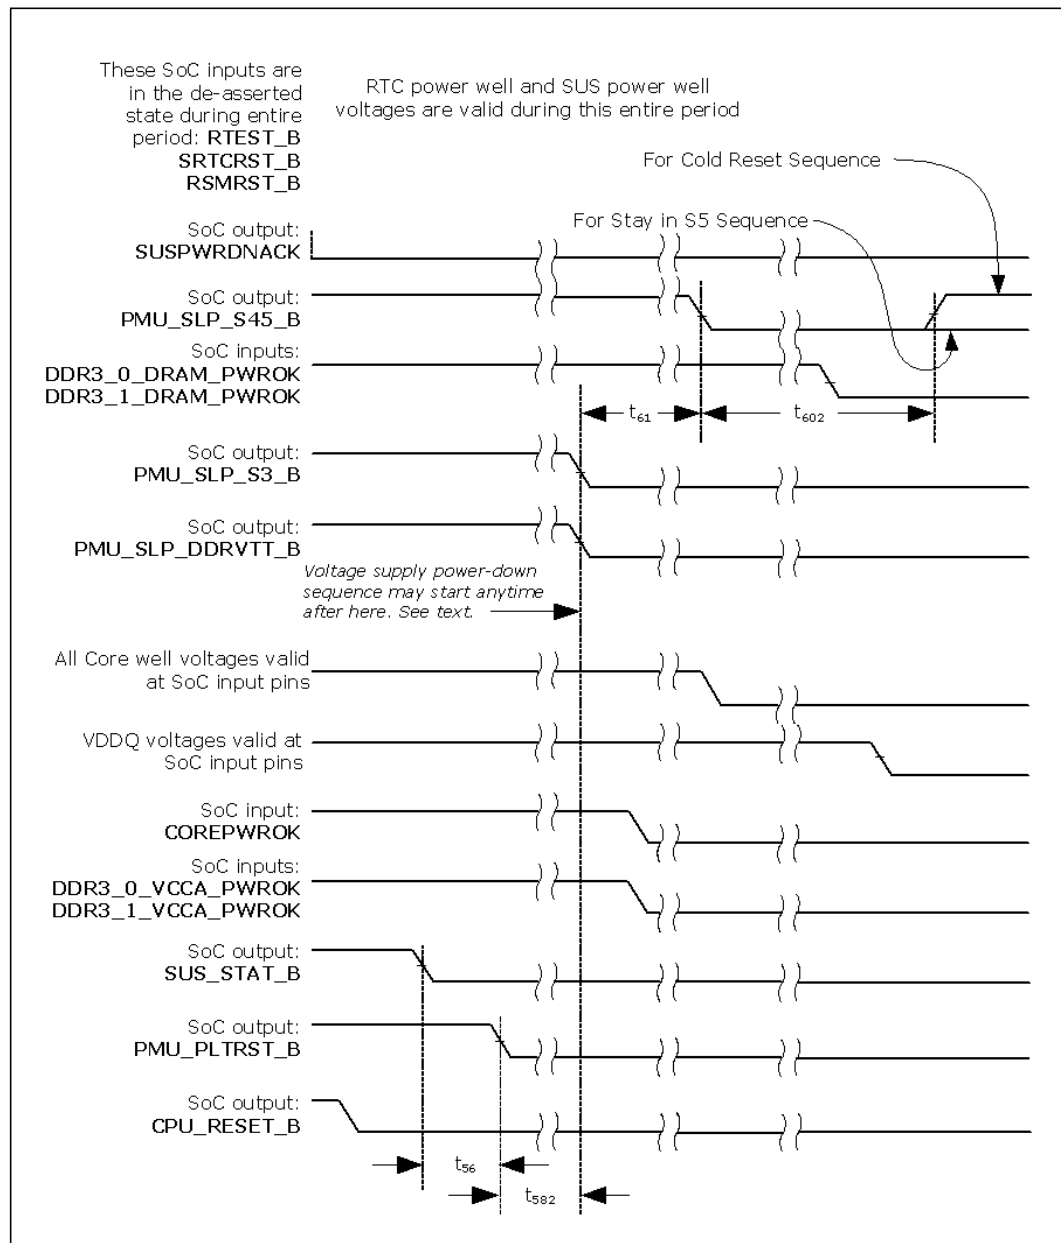 These SoC inputs are
in the de-asserted
state during entire
period: RTEST_B
SRTCRST_B
RSMRST_B
RTC power well and SUS power well
voltages are valid during this entire period
For Cold Reset Sequence
For Stay in S5 Sequence
SoC output:
SUSPWRDNACK
SoC output:
PMU_SLP_S45_B
SoC inputs:
DDR3_0_DRAM_PWROK
DDR3_1_DRAM_PWROK
t61
t602
SoC output:
PMU_SLP_S3_B
SoC output:
PMU_SLP_DDRVTT_B
Voltage supply power-down
sequence may start anytime
after here. See text.
All Core well voltages valid
at SoC input pins
VDDQ voltages valid at
SoC input pins
SoC input:
COREPWROK
SoC inputs:
DDR3_0_VCCA_PWROK
DDR3_1_VCCA_PWROK
SoC output:
SUS_STAT_B
SoC output:
PMU_PLTRST_B
SoC output:
CPU_RESET_B
t56
t582